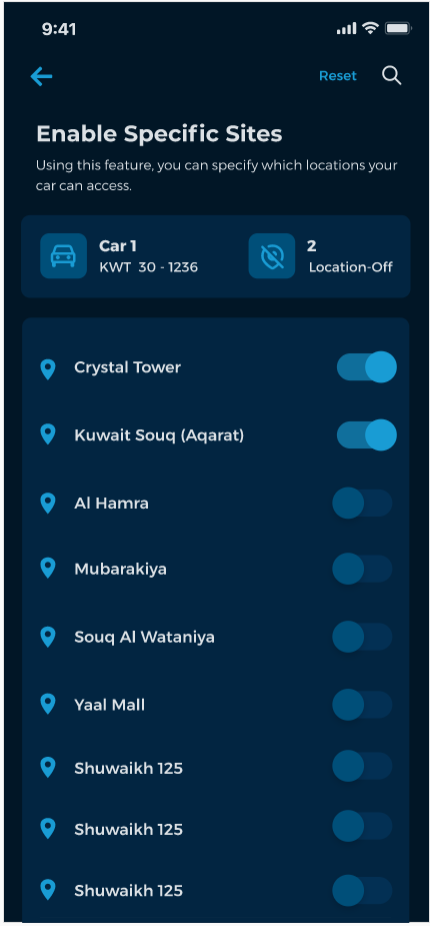 9:41
Reset
Enable Specific Sites
Using this feature, you can specify which locations your
car can access.
Car 1
KWT 30 - 1236
2
Location-Off
Crystal Tower
Kuwait Souq (Aqarat)
Al Hamra
Mubarakiya
Souq Al Wataniya
Yaal Mall
Shuwaikh 125
Shuwaikh 125
Shuwaikh 125